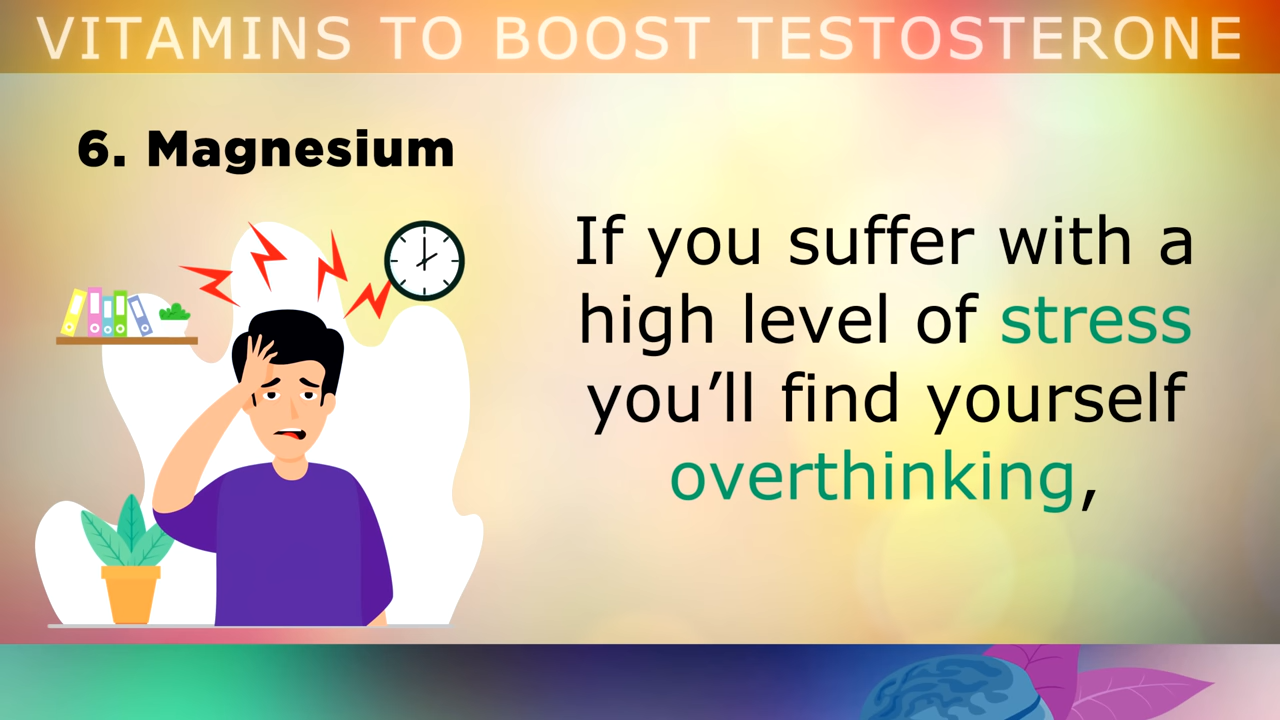 VITAMINS TO BOOST TESTOSTERONE
6. Magnesium
If you suffer with a
high level of stress
you’ll find yourself
overthinking,